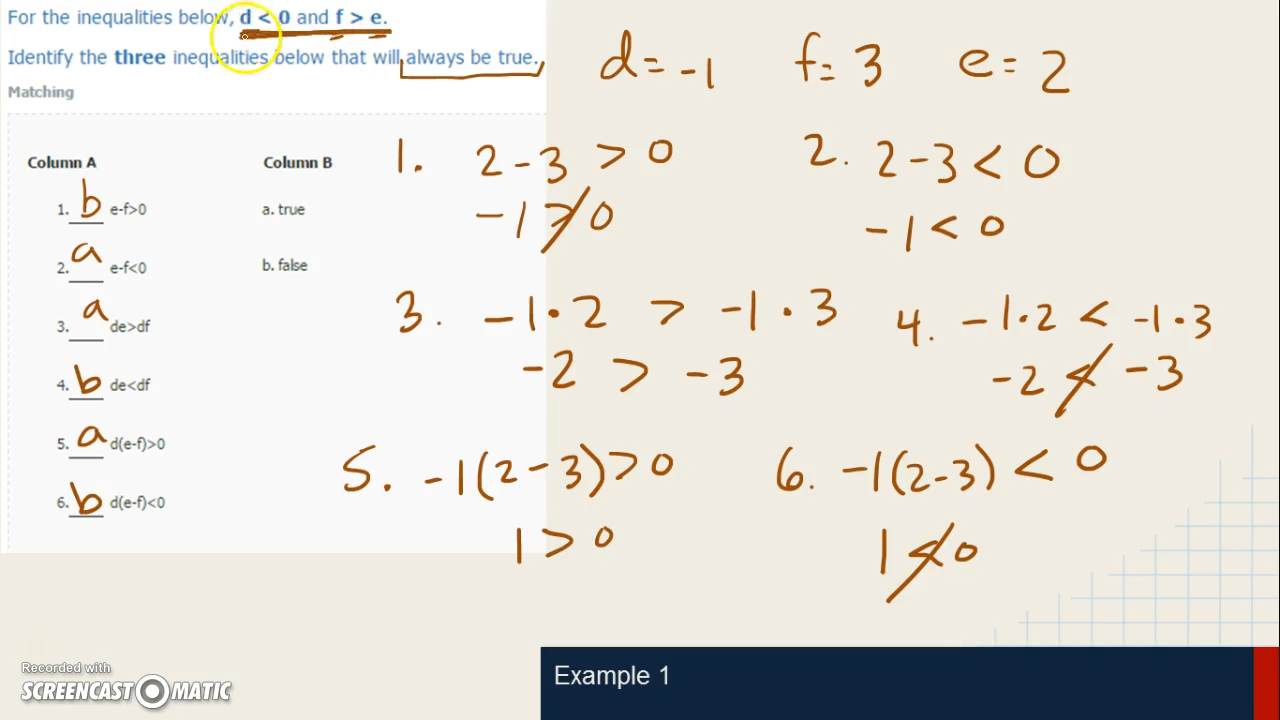 For the inequalities below, d < 0 and f > e.
Identify the three inequalities below that will always be true.
Matching
Column A Column B
1. b e-f>0 a. true
2. a e-f<0 b. false
3. a de>df
4. b de<df
5. a d(e-f)>0
6. b d(e-f)<0
d = -1 f = 3 e = 2
1. 2 - 3 > 0
-1 > 0
2. 2 - 3 < 0
-1 < 0
3. -1 · 2 > -1 · 3
-2 > -3
4. -1 · 2 < -1 · 3
-2 < -3
5. -1(2 - 3) > 0
1 > 0
6. -1(2 - 3) < 0
1 < 0
Example 1
Recorded with
SCREENCAST O MATIC